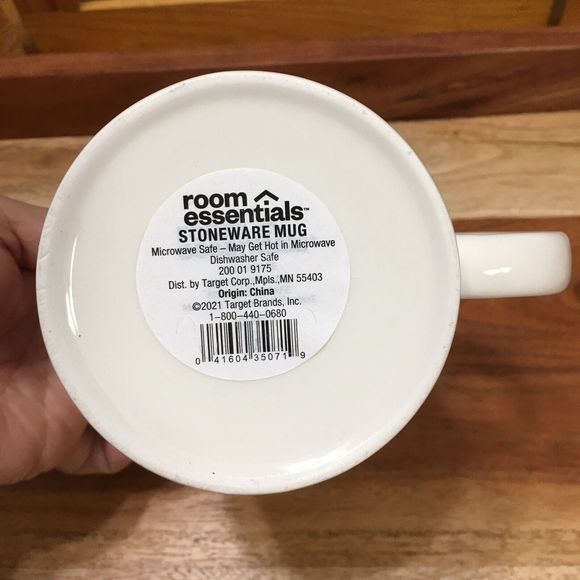 room
essentials™
STONEWARE MUG
Microwave Safe – May Get Hot in Microwave
Dishwasher Safe
200 01 9175
Dist. by Target Corp.,Mpls.,MN 55403
Origin: China
©2021 Target Brands, Inc.
1-800-440-0680
0 41604 35071 9